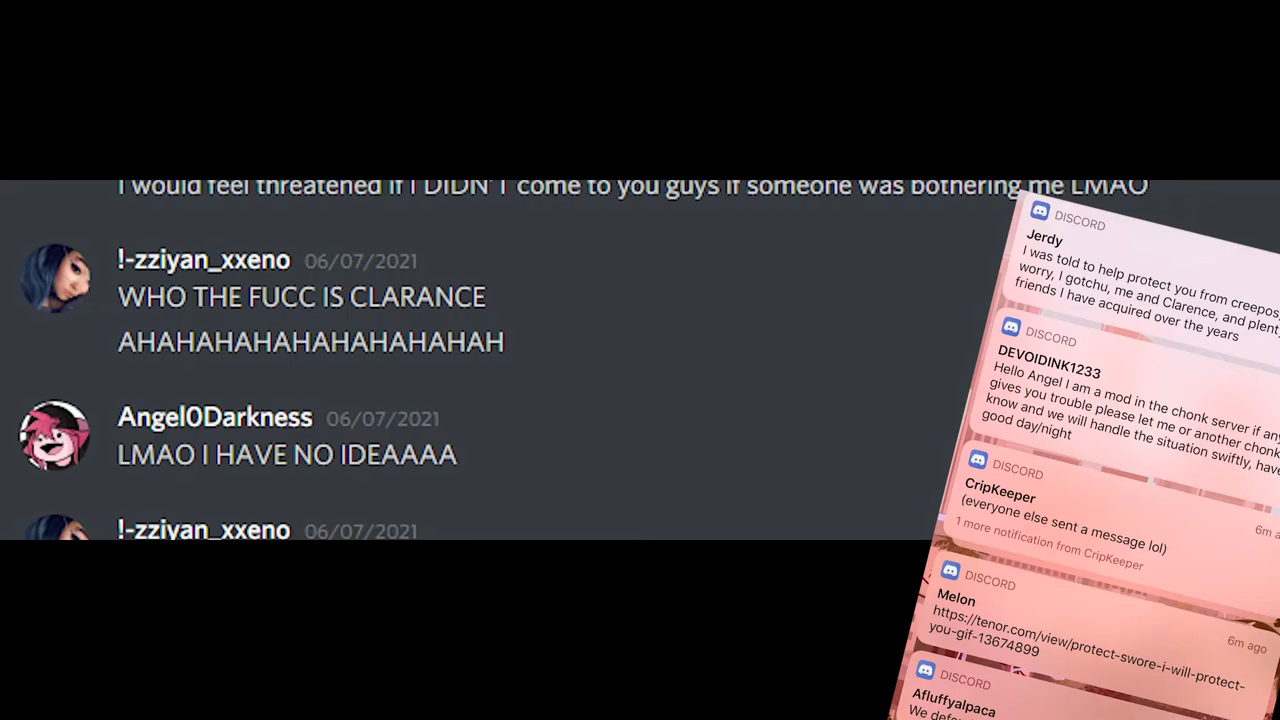 I would feel threatened if I DIDN'T come to you guys if someone was bothering me LMAO
!-zziyan_xxeno 06/07/2021
WHO THE FUCC IS CLARANCE
AHAHAHAHAHAHAHAHAHAH
Angel0Darkness 06/07/2021
LMAO I HAVE NO IDEAAAA
!-zziyan_xxeno 06/07/2021
DISCORD
Jerdy
I was told to help protect you from creepos,
worry, I gotchu, me and Clarence, and plent
friends I have acquired over the years
DISCORD
DEVOIDINK1233
Hello Angel I am a mod in the chonk server if any
gives you trouble please let me or another chonk
know and we will handle the situation swiftly, have
good day/night
DISCORD
CripKeeper 6m a
(everyone else sent a message lol)
1 more notification from CripKeeper
DISCORD
Melon 6m ago
https://tenor.com/view/protect-swore-i-will-protect-
you-gif-13674899
DISCORD
Afluffyalpaca
We defe